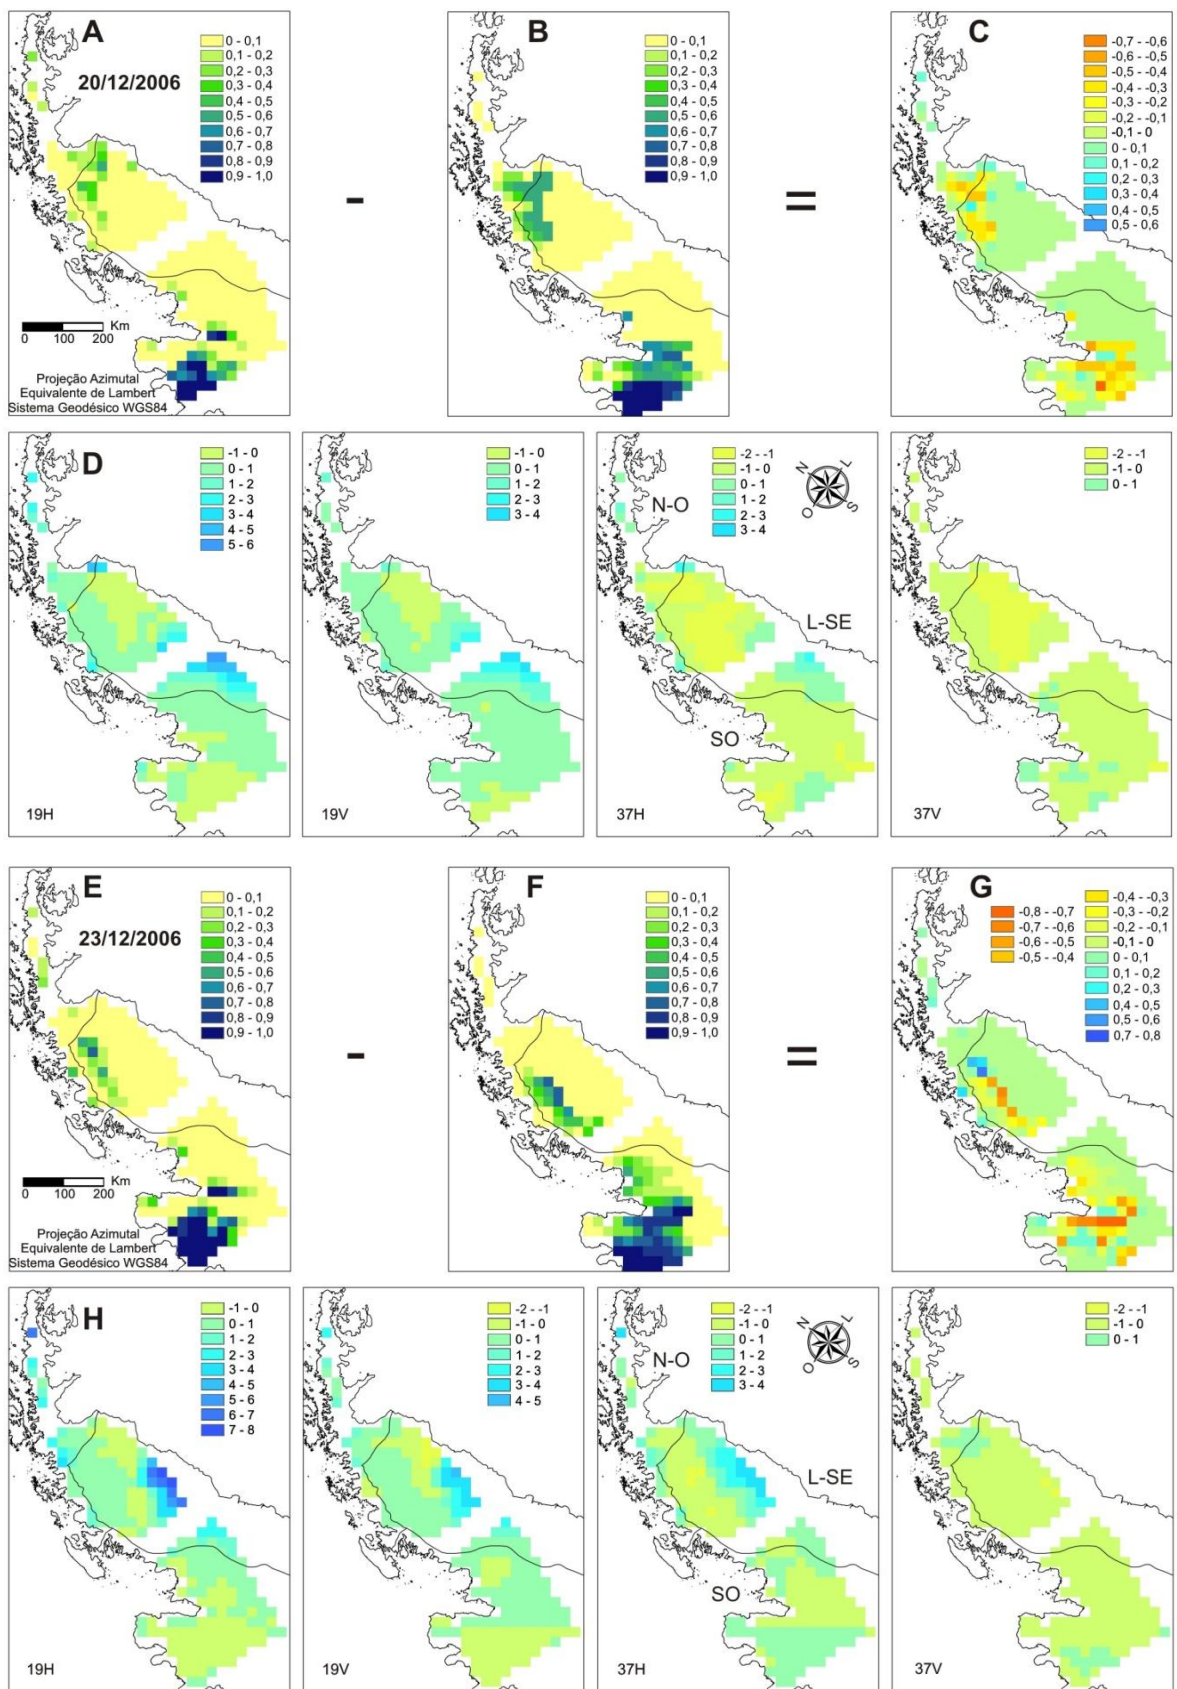 A
20/12/2006
0 - 0,1
0,1 - 0,2
0,2 - 0,3
0,3 - 0,4
0,4 - 0,5
0,5 - 0,6
0,6 - 0,7
0,7 - 0,8
0,8 - 0,9
0,9 - 1,0
0 100 200 Km
Projeção Azimutal
Equivalente de Lambert
Sistema Geodésico WGS84
-
B
0 - 0,1
0,1 - 0,2
0,2 - 0,3
0,3 - 0,4
0,4 - 0,5
0,5 - 0,6
0,6 - 0,7
0,7 - 0,8
0,8 - 0,9
0,9 - 1,0
=
C
-0,7 - -0,6
-0,6 - -0,5
-0,5 - -0,4
-0,4 - -0,3
-0,3 - -0,2
-0,2 - -0,1
-0,1 - 0
0 - 0,1
0,1 - 0,2
0,2 - 0,3
0,3 - 0,4
0,4 - 0,5
0,5 - 0,6
D
-1 - 0
0 - 1
1 - 2
2 - 3
3 - 4
4 - 5
5 - 6
19H
-1 - 0
0 - 1
1 - 2
2 - 3
3 - 4
19V
-2 - -1
-1 - 0
0 - 1
1 - 2
2 - 3
3 - 4
N L
O S
N-O
L-SE
SO
37H
-2 - -1
-1 - 0
0 - 1
37V
E
23/12/2006
0 - 0,1
0,1 - 0,2
0,2 - 0,3
0,3 - 0,4
0,4 - 0,5
0,5 - 0,6
0,6 - 0,7
0,7 - 0,8
0,8 - 0,9
0,9 - 1,0
0 100 200 Km
Projeção Azimutal
Equivalente de Lambert
Sistema Geodésico WGS84
-
F
0 - 0,1
0,1 - 0,2
0,2 - 0,3
0,3 - 0,4
0,4 - 0,5
0,5 - 0,6
0,6 - 0,7
0,7 - 0,8
0,8 - 0,9
0,9 - 1,0
=
G
-0,8 - -0,7
-0,7 - -0,6
-0,6 - -0,5
-0,5 - -0,4
-0,4 - -0,3
-0,3 - -0,2
-0,2 - -0,1
-0,1 - 0
0 - 0,1
0,1 - 0,2
0,2 - 0,3
0,4 - 0,5
0,5 - 0,6
0,7 - 0,8
H
-1 - 0
0 - 1
1 - 2
2 - 3
3 - 4
4 - 5
5 - 6
6 - 7
7 - 8
19H
-2 - -1
-1 - 0
0 - 1
1 - 2
2 - 3
3 - 4
4 - 5
19V
-2 - -1
-1 - 0
0 - 1
1 - 2
2 - 3
3 - 4
N L
O S
N-O
L-SE
SO
37H
-2 - -1
-1 - 0
0 - 1
37V